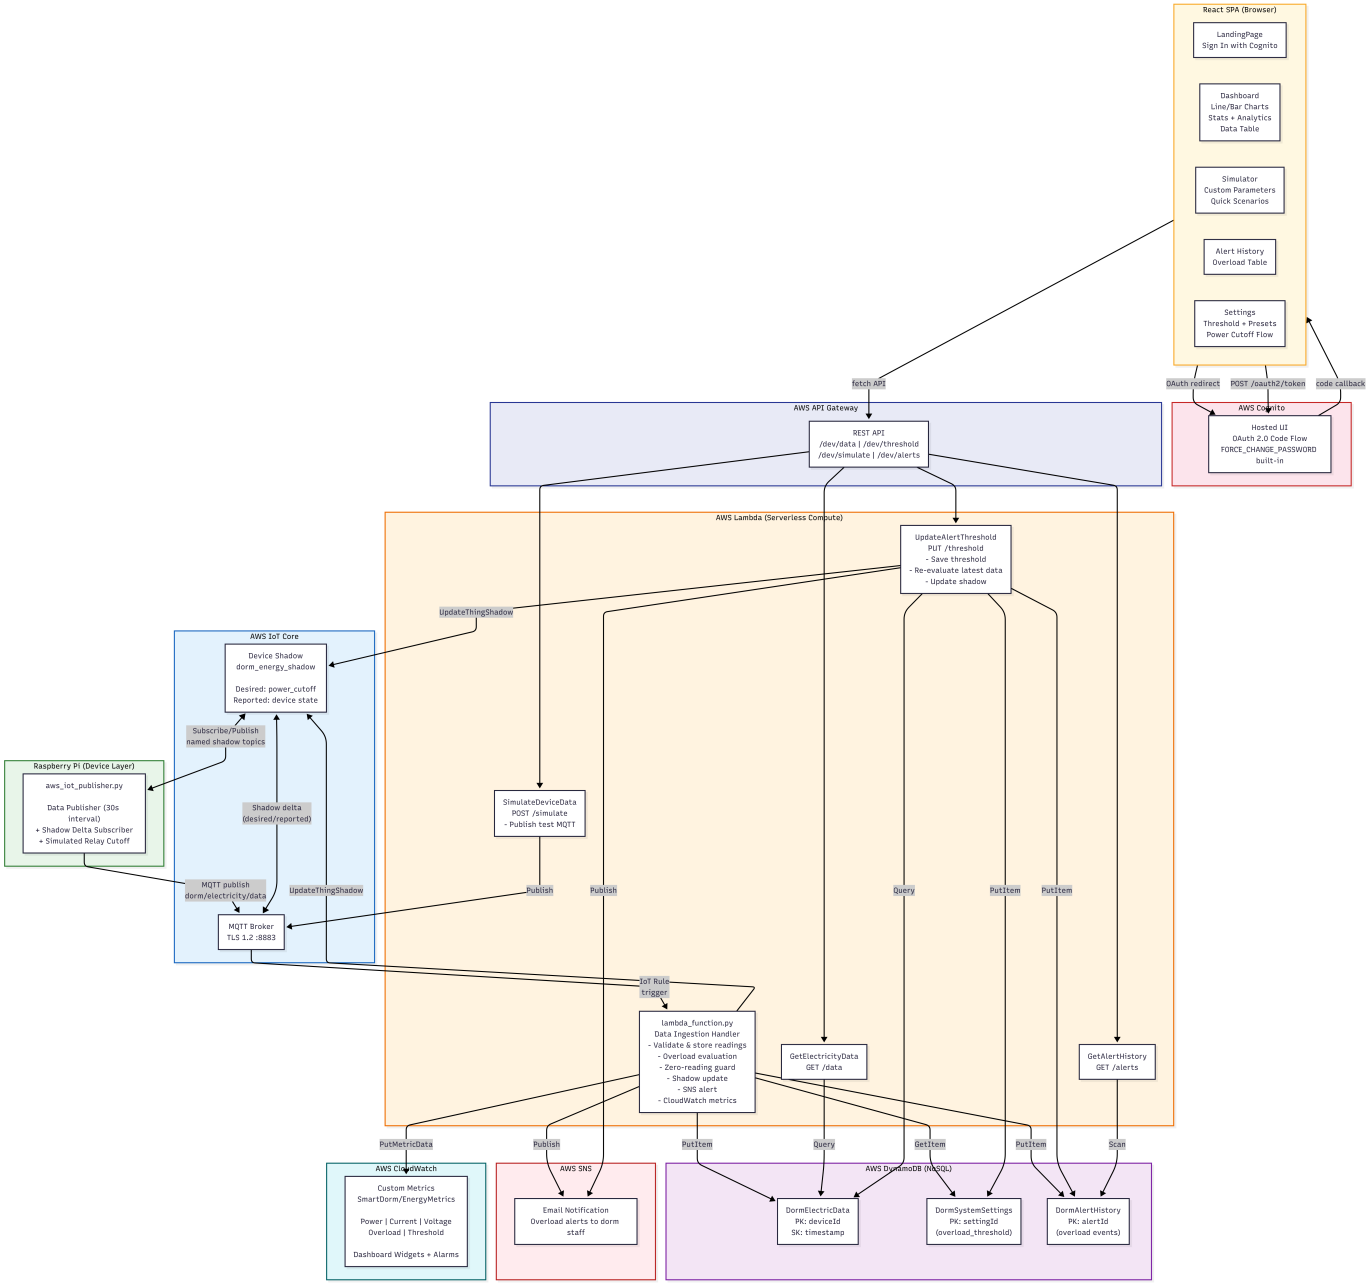 React SPA (Browser)
LandingPage
Sign In with Cognito
Dashboard
Line/Bar Charts
Stats + Analytics
Data Table
Simulator
Custom Parameters
Quick Scenarios
Alert History
Overload Table
Settings
Threshold + Presets
Power Cutoff Flow
fetch API
OAuth redirect
POST /oauth2/token
code callback
AWS API Gateway
REST API
/dev/data | /dev/threshold
/dev/simulate | /dev/alerts
AWS Cognito
Hosted UI
OAuth 2.0 Code Flow
FORCE_CHANGE_PASSWORD
built-in
AWS Lambda (Serverless Compute)
UpdateAlertThreshold
PUT /threshold
- Save threshold
- Re-evaluate latest data
- Update shadow
UpdateThingShadow
AWS IoT Core
Device Shadow
dorm_energy_shadow
Desired: power_cutoff
Reported: device state
Subscribe/Publish
named shadow topics
Raspberry Pi (Device Layer)
aws_iot_publisher.py
Data Publisher (30s
interval)
+ Shadow Delta Subscriber
+ Simulated Relay Cutoff
Shadow delta
(desired/reported)
SimulateDeviceData
POST /simulate
- Publish test MQTT
MQTT publish
dorm/electricity/data
UpdateThingShadow
Publish
Publish
Query
PutItem
PutItem
MQTT Broker
TLS 1.2 :8883
IoT Rule
trigger
lambda_function.py
Data Ingestion Handler
- Validate & store readings
- Overload evaluation
- Zero-reading guard
- Shadow update
- SNS alert
- CloudWatch metrics
GetElectricityData
GET /data
GetAlertHistory
GET /alerts
PutMetricData
Publish
PutItem
Query
GetItem
PutItem
Scan
AWS CloudWatch
Custom Metrics
SmartDorm/EnergyMetrics
Power | Current | Voltage
Overload | Threshold
Dashboard Widgets + Alarms
AWS SNS
Email Notification
Overload alerts to dorm
staff
AWS DynamoDB (NoSQL)
DormElectricData
PK: deviceId
SK: timestamp
DormSystemSettings
PK: settingId
(overload_threshold)
DormAlertHistory
PK: alertId
(overload events)